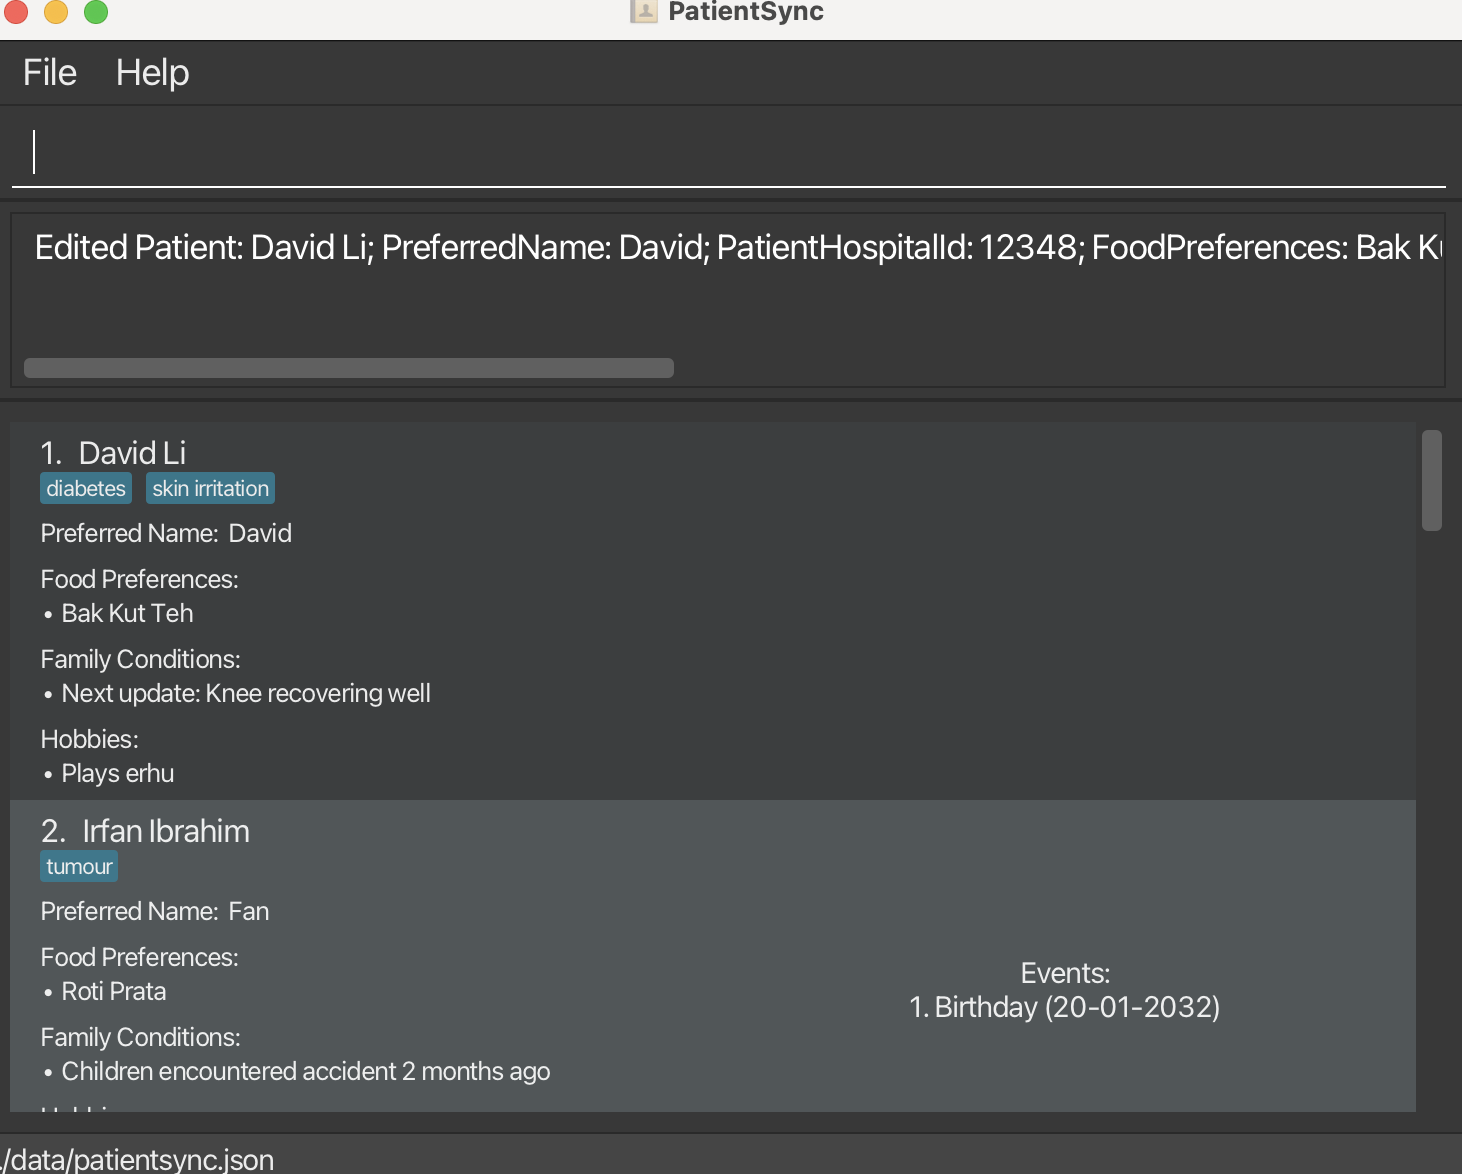 PatientSync
File Help
Edited Patient: David Li; PreferredName: David; PatientHospitalId: 12348; FoodPreferences: Bak
1. David Li
diabetes skin irritation
Preferred Name: David
Food Preferences:
• Bak Kut Teh
Family Conditions:
• Next update: Knee recovering well
Hobbies:
• Plays erhu
2. Irfan Ibrahim
tumour
Preferred Name: Fan
Food Preferences:
• Roti Prata
Family Conditions:
• Children encountered accident 2 months ago
Events:
1. Birthday (20-01-2032)
./data/patientsync.json